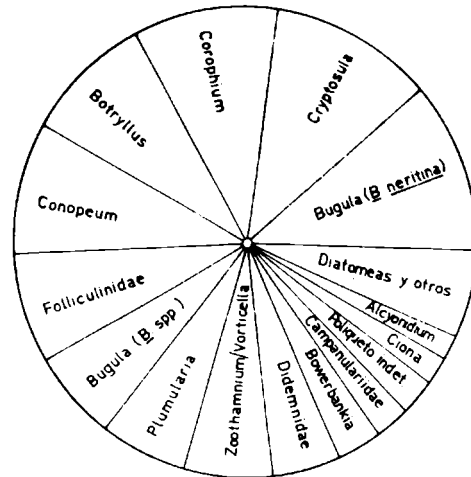 Corophium
Cryptosula
Bugula (B neritina)
Diatomeas y otros
Alcyonidium
Ciona
Poliqueto indet
Campanulariidae
Bowerbankia
Didemnidae
Zoothamnium/Vorticella
Plumularia
Bugula (B spp)
Folliculinidae
Conopeum
Botryllus